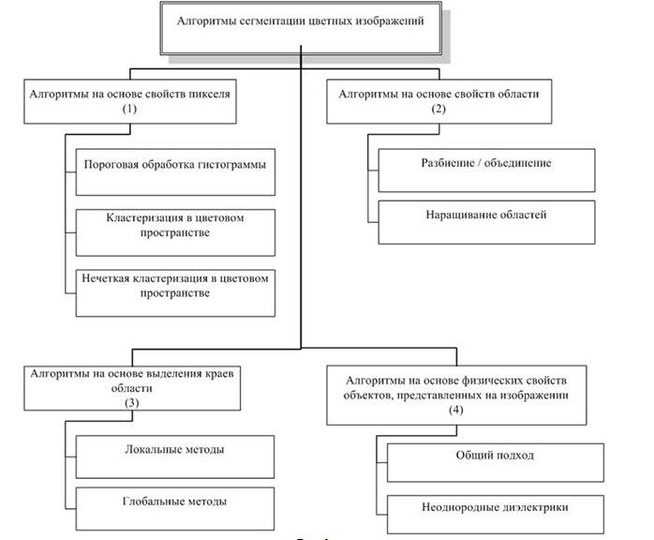 Алгоритмы сегментации цветных изображений
Алгоритмы на основе свойств пикселя
(1)
Алгоритмы на основе свойств области
(2)
Пороговая обработка гистограммы
Кластеризация в цветовом
пространстве
Нечеткая кластеризация в цветовом
пространстве
Разбиение / объединение
Наращивание областей
Алгоритмы на основе выделения краев
области
(3)
Алгоритмы на основе физических свойств
объектов, представленных на изображении
(4)
Локальные методы
Глобальные методы
Общий подход
Неоднородные диэлектрики